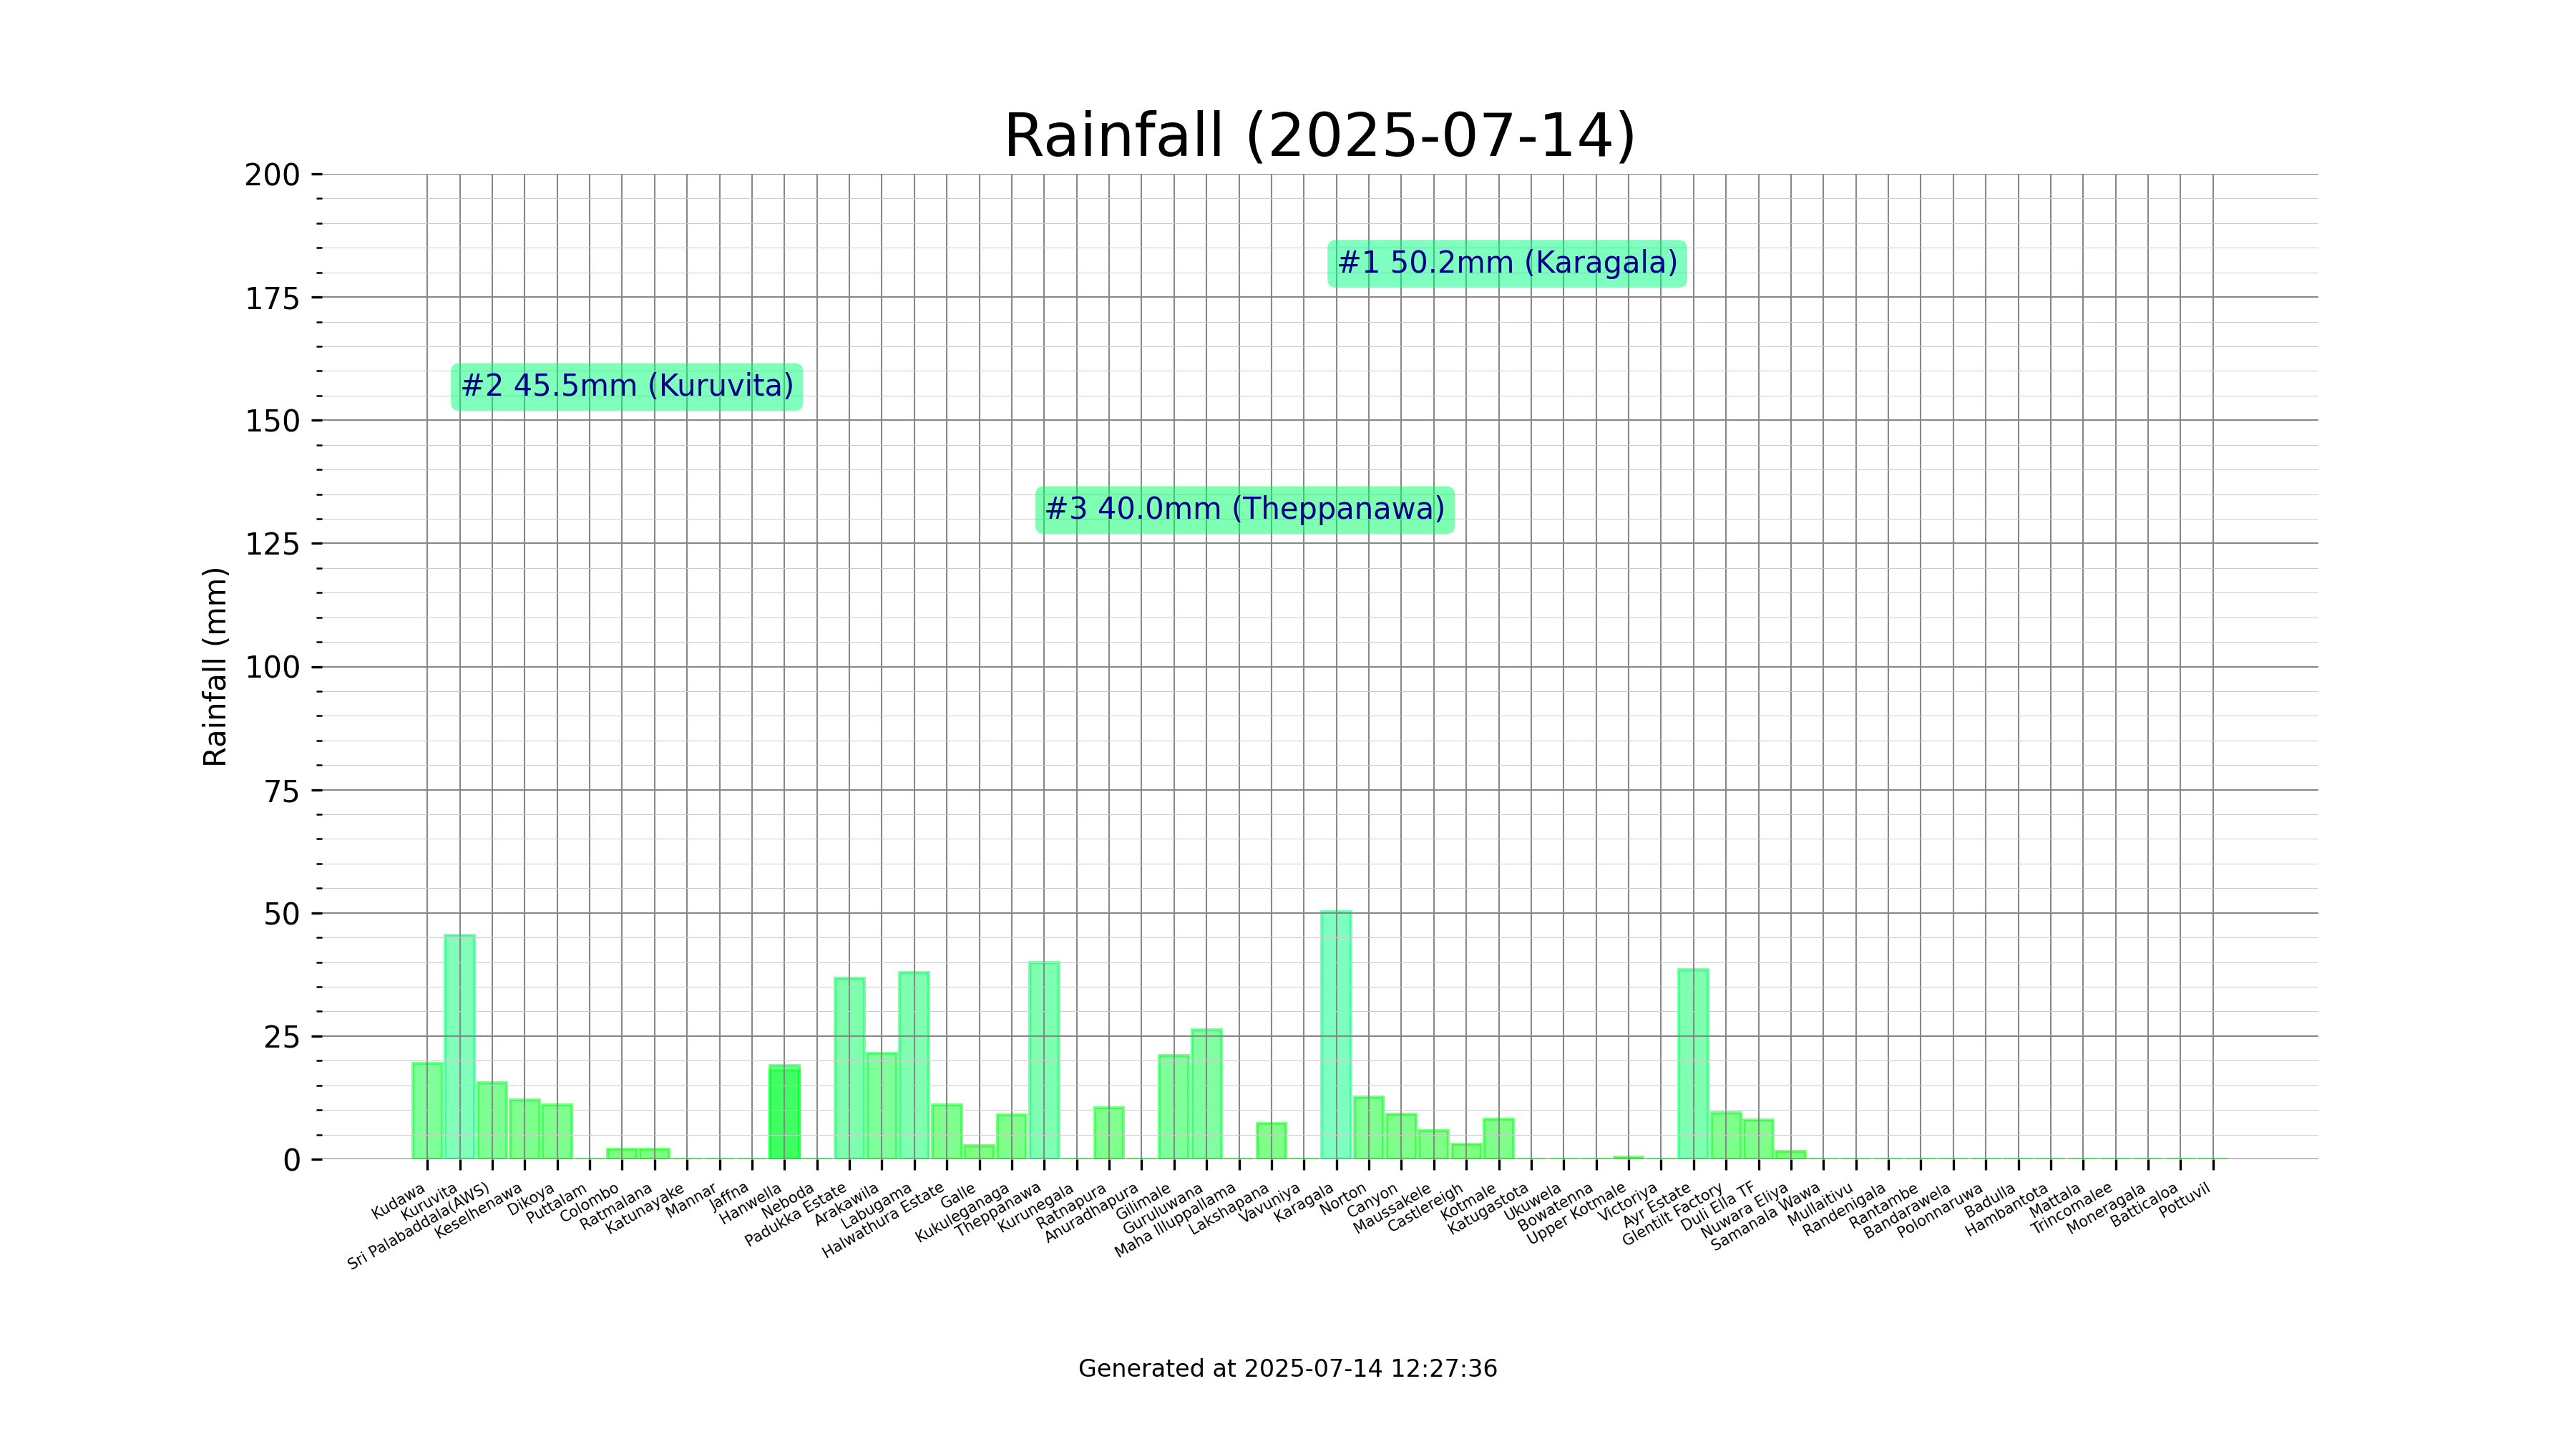 Rainfall (2025-07-14)
200
175
150
125
100
75
50
25
0
Rainfall (mm)
#1 50.2mm (Karagala)
#2 45.5mm (Kuruvita)
#3 40.0mm (Theppanawa)
Kudawa
Kuruvita
Sri Palabaddala(AWS)
Keselhenawa
Dikoya
Puttalam
Colombo
Ratmalana
Katunayake
Mannar
Jaffna
Hanwella
Neboda
Padukka Estate
Arakawila
Labugama
Halwathura Estate
Galle
Kukuleganaga
Theppanawa
Kurunegala
Ratnapura
Anuradhapura
Gilimale
Guruluwana
Maha Illuppallama
Lakshapana
Vavuniya
Karagala
Norton
Canyon
Maussakele
Castlereigh
Kotmale
Katugastota
Ukuwela
Bowatenna
Upper Kotmale
Victoriya
Ayr Estate
Glentilt Factory
Duli Ella TF
Nuwara Eliya
Samanala Wawa
Mullaitivu
Randenigala
Rantambe
Bandarawela
Polonnaruwa
Badulla
Hambantota
Mattala
Trincomalee
Moneragala
Batticaloa
Pottuvil
Generated at 2025-07-14 12:27:36